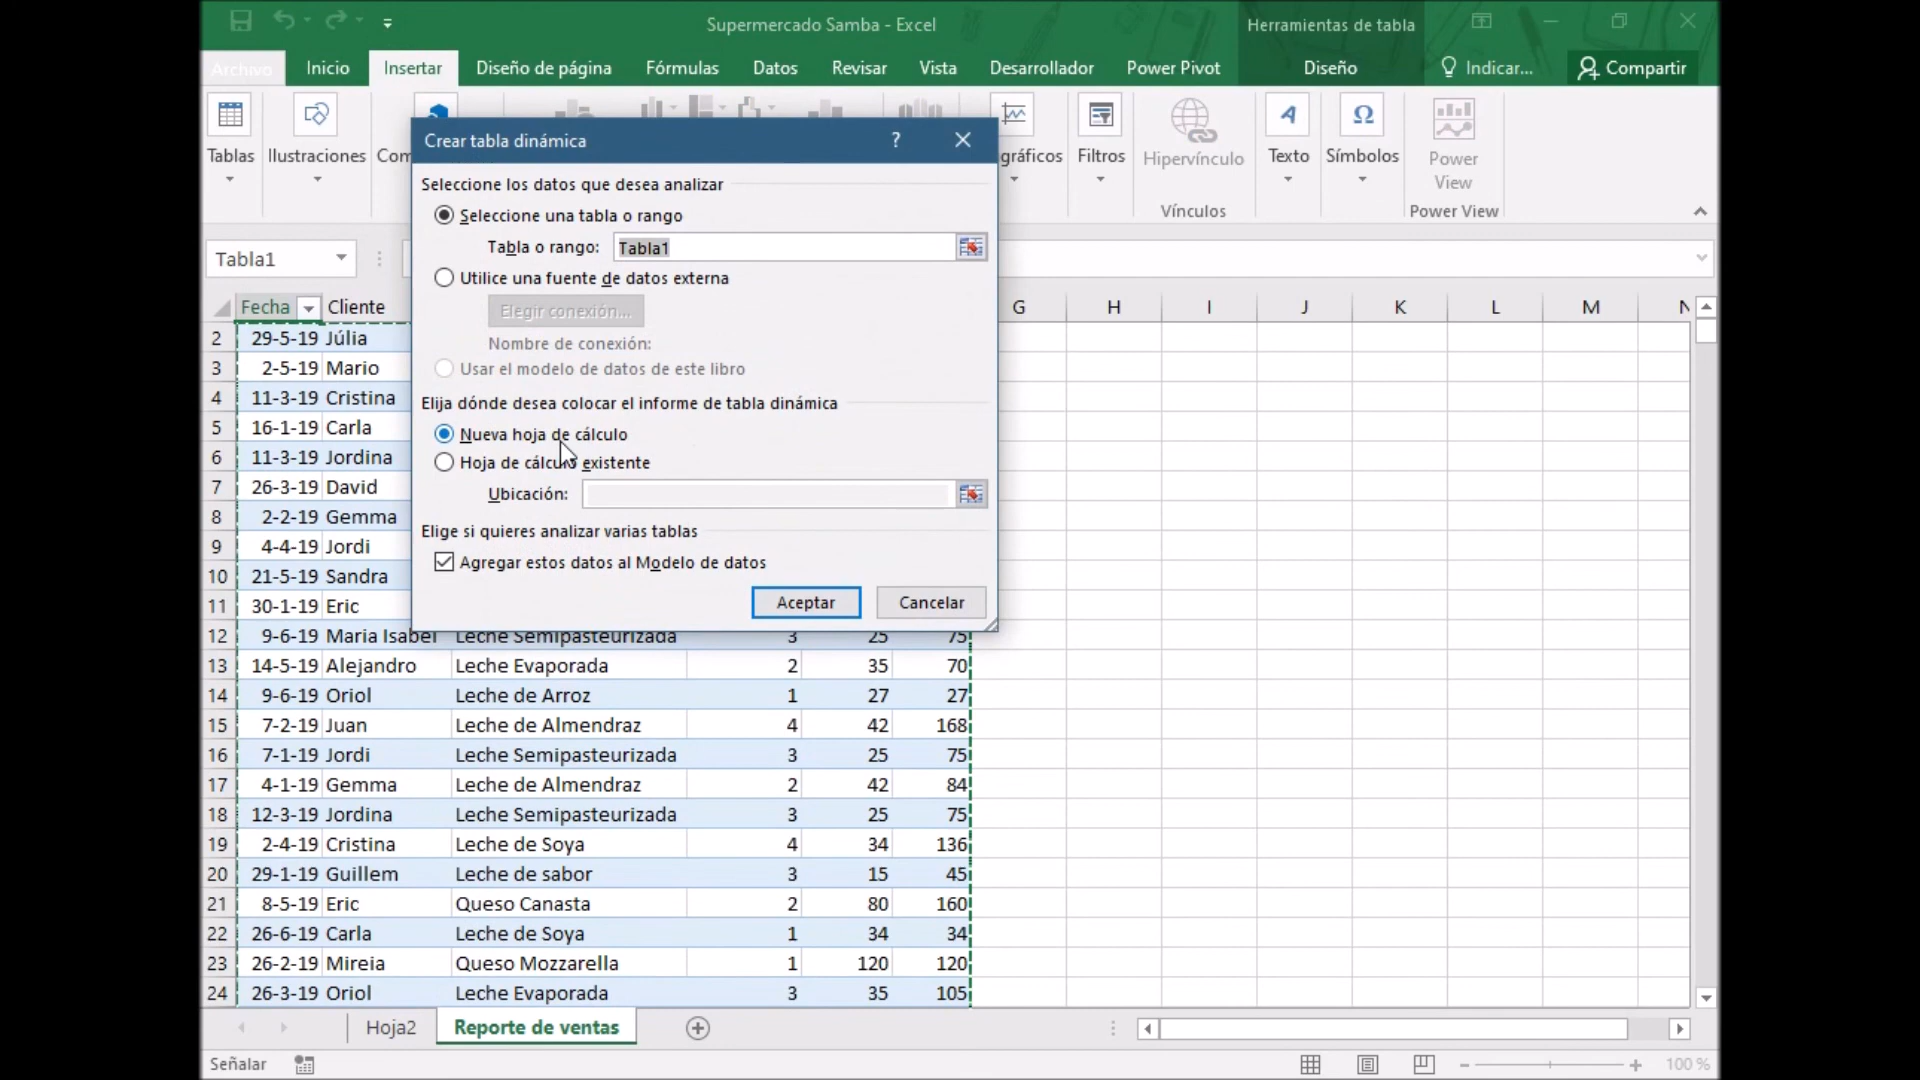 Supermercado Samba - Excel
Herramientas de tabla
Archivo
Inicio
Insertar
Diseño de página
Fórmulas
Datos
Revisar
Vista
Desarrollador
Power Pivot
Diseño
Indicar...
Compartir
Tablas
Ilustraciones
Com
gráficos
Filtros
Hipervínculo
Texto
Símbolos
Power
View
Vínculos
Power View
Crear tabla dinámica
?
Seleccione los datos que desea analizar
Seleccione una tabla o rango
Tabla o rango: Tabla1
Utilice una fuente de datos externa
Elegir conexión...
Nombre de conexión:
Usar el modelo de datos de este libro
Elija dónde desea colocar el informe de tabla dinámica
Nueva hoja de cálculo
Hoja de cálculo existente
Ubicación:
Elige si quieres analizar varias tablas
Agregar estos datos al Modelo de datos
Aceptar
Cancelar
Tabla1
Fecha Cliente G H I J K L M N
2 29-5-19 Júlia
3 2-5-19 Mario
4 11-3-19 Cristina
5 16-1-19 Carla
6 11-3-19 Jordina
7 26-3-19 David
8 2-2-19 Gemma
9 4-4-19 Jordi
10 21-5-19 Sandra
11 30-1-19 Eric
12 9-6-19 Maria Isabel Leche Semipasteurizada 3 25 75
13 14-5-19 Alejandro Leche Evaporada 2 35 70
14 9-6-19 Oriol Leche de Arroz 1 27 27
15 7-2-19 Juan Leche de Almendraz 4 42 168
16 7-1-19 Jordi Leche Semipasteurizada 3 25 75
17 4-1-19 Gemma Leche de Almendraz 2 42 84
18 12-3-19 Jordina Leche Semipasteurizada 3 25 75
19 2-4-19 Cristina Leche de Soya 4 34 136
20 29-1-19 Guillem Leche de sabor 3 15 45
21 8-5-19 Eric Queso Canasta 2 80 160
22 26-6-19 Carla Leche de Soya 1 34 34
23 26-2-19 Mireia Queso Mozzarella 1 120 120
24 26-3-19 Oriol Leche Evaporada 3 35 105
Hoja2
Reporte de ventas
Señalar
100 %